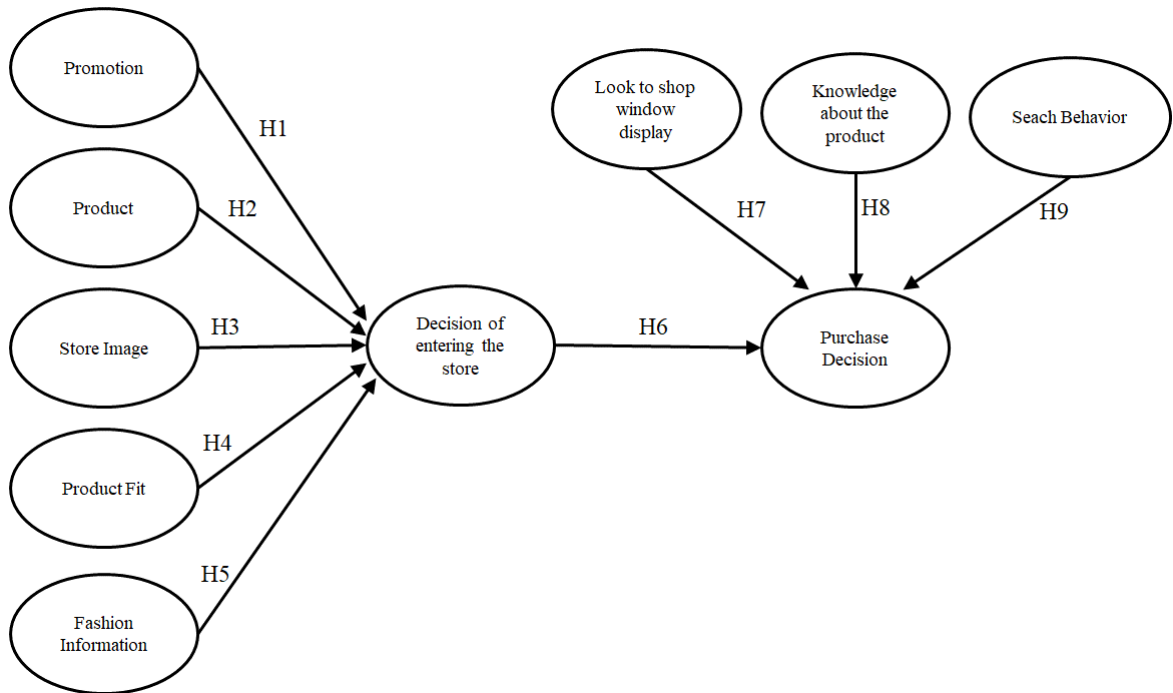 Promotion
H1
Product
H2
Store Image
H3
Product Fit
H4
Fashion
Information
H5
Decision of
entering the
store
H6
Look to shop
window
display
H7
Knowledge
about the
product
H8
Seach Behavior
H9
Purchase
Decision